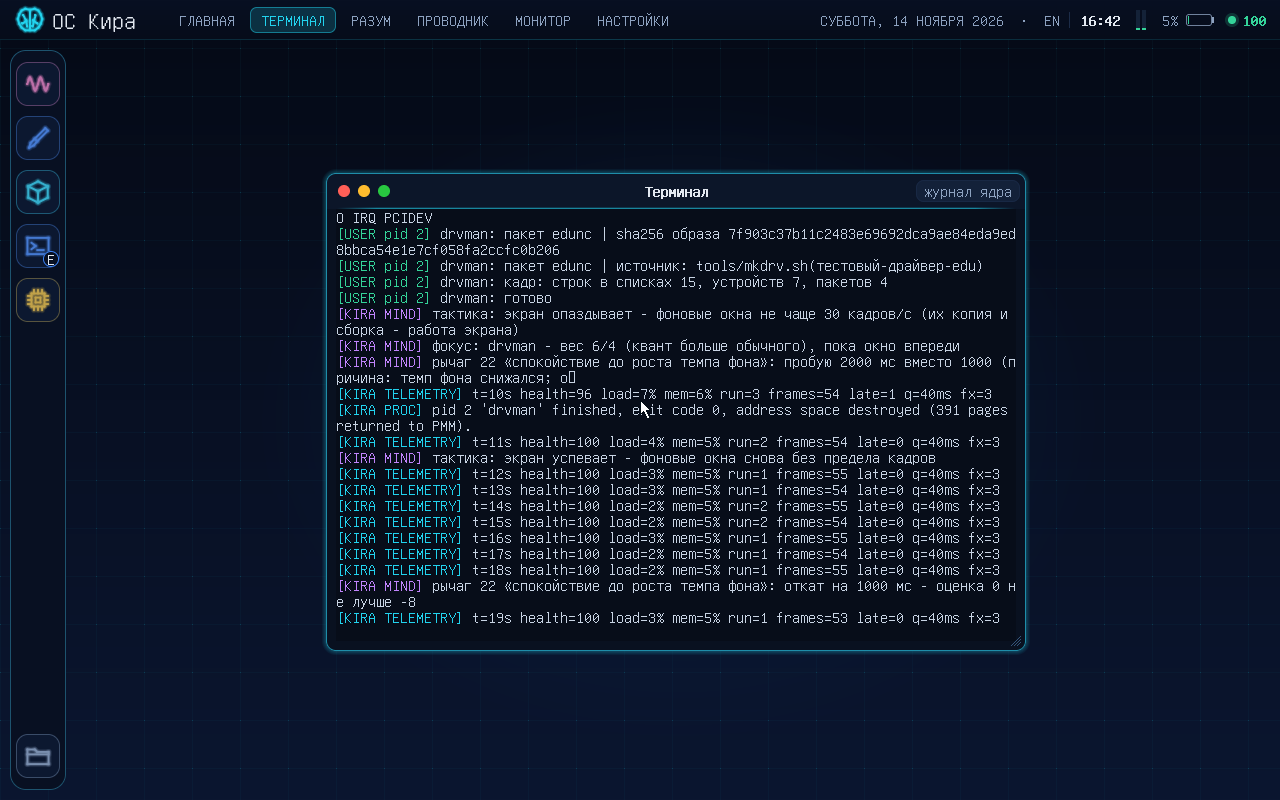 ОС Кира ГЛАВНАЯ ТЕРМИНАЛ РАЗУМ ПРОВОДНИК МОНИТОР НАСТРОЙКИ СУББОТА, 14 НОЯБРЯ 2026 · EN 16:42 5% 100
E
Терминал журнал ядра
O IRQ PCIDEV
[USER pid 2] drvman: пакет edunc | sha256 образа 7f903c37b11c2483e69692dca9ae84eda9ed
8bbca54e1e7cf058fa2ccfc0b206
[USER pid 2] drvman: пакет edunc | источник: tools/mkdrv.sh(тестовый-драйвер-edu)
[USER pid 2] drvman: кадр: строк в списках 15, устройств 7, пакетов 4
[USER pid 2] drvman: готово
[KIRA MIND] тактика: экран опаздывает - фоновые окна не чаще 30 кадров/с (их копия и
сборка - работа экрана)
[KIRA MIND] фокус: drvman - вес 6/4 (квант больше обычного), пока окно впереди
[KIRA MIND] рычаг 22 «спокойствие до роста темпа фона»: пробую 2000 мс вместо 1000 (п
ричина: темп фона снижался; о
[KIRA TELEMETRY] t=10s health=96 load=7% mem=6% run=3 frames=54 late=1 q=40ms fx=3
[KIRA PROC] pid 2 'drvman' finished, exit code 0, address space destroyed (391 pages
returned to PMM).
[KIRA TELEMETRY] t=11s health=100 load=4% mem=5% run=2 frames=54 late=0 q=40ms fx=3
[KIRA MIND] тактика: экран успевает - фоновые окна снова без предела кадров
[KIRA TELEMETRY] t=12s health=100 load=3% mem=5% run=1 frames=55 late=0 q=40ms fx=3
[KIRA TELEMETRY] t=13s health=100 load=3% mem=5% run=1 frames=54 late=0 q=40ms fx=3
[KIRA TELEMETRY] t=14s health=100 load=2% mem=5% run=2 frames=55 late=0 q=40ms fx=3
[KIRA TELEMETRY] t=15s health=100 load=2% mem=5% run=2 frames=54 late=0 q=40ms fx=3
[KIRA TELEMETRY] t=16s health=100 load=3% mem=5% run=1 frames=55 late=0 q=40ms fx=3
[KIRA TELEMETRY] t=17s health=100 load=2% mem=5% run=1 frames=54 late=0 q=40ms fx=3
[KIRA TELEMETRY] t=18s health=100 load=2% mem=5% run=1 frames=55 late=0 q=40ms fx=3
[KIRA MIND] рычаг 22 «спокойствие до роста темпа фона»: откат на 1000 мс - оценка 0 н
е лучше -8
[KIRA TELEMETRY] t=19s health=100 load=3% mem=5% run=1 frames=53 late=0 q=40ms fx=3